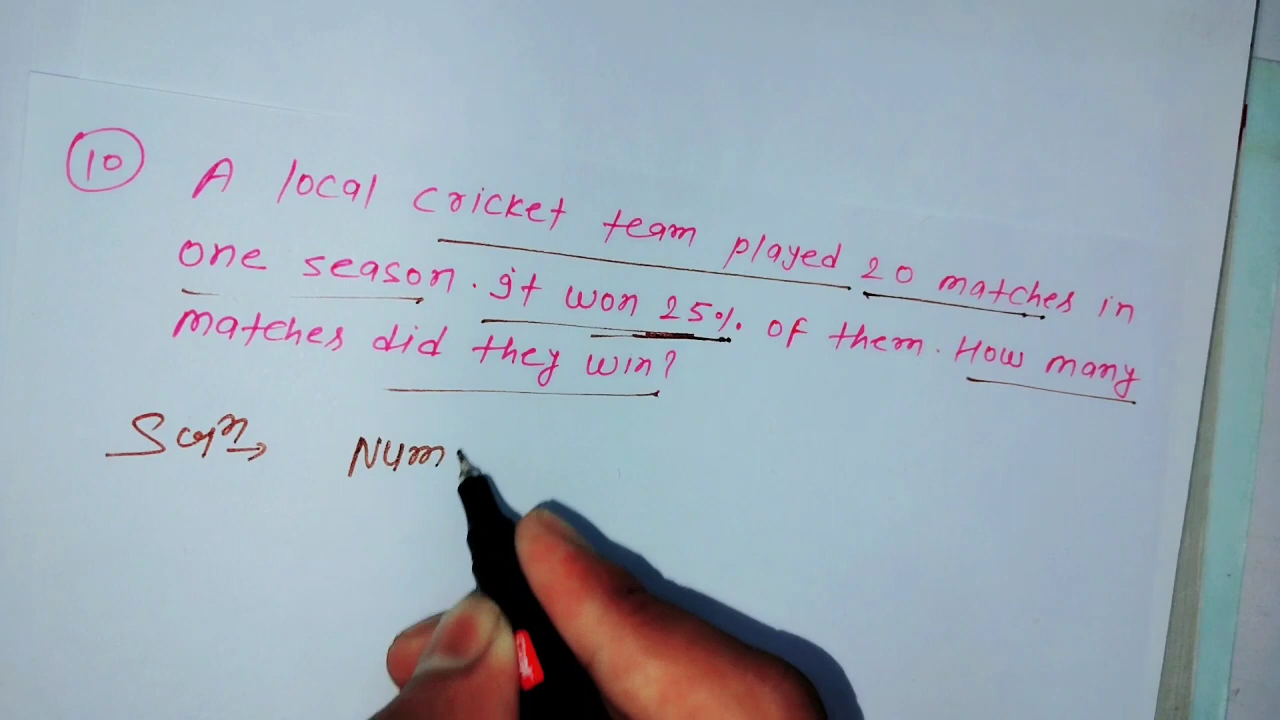 10 A local cricket team played 20 matches in
one season. It won 25% of them. How many
matches did they win?
Soln → Num